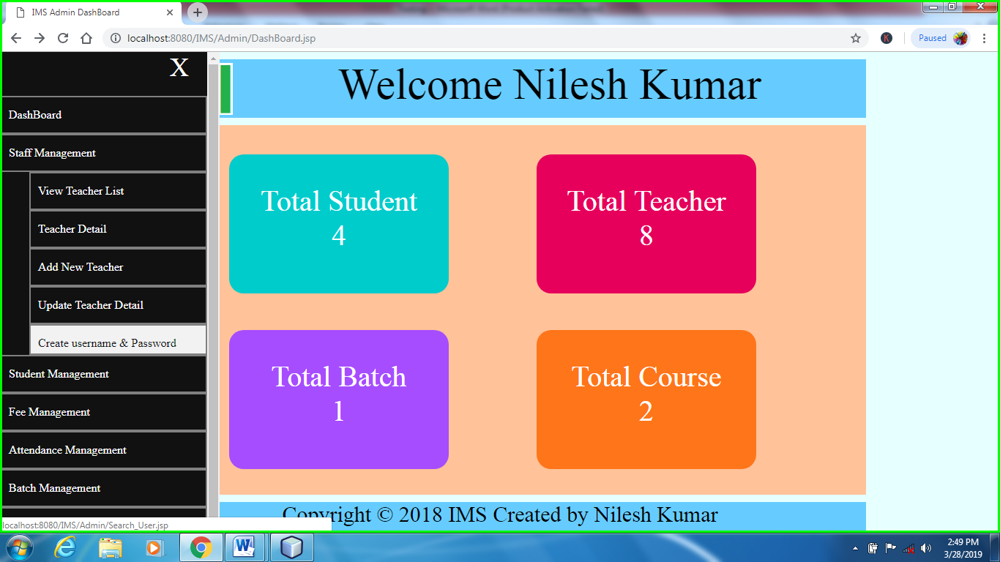 IMS Admin DashBoard
localhost:8080/IMS/Admin/DashBoard.jsp
K
Paused
X
DashBoard
Staff Management
View Teacher List
Teacher Detail
Add New Teacher
Update Teacher Detail
Create username & Password
Student Management
Fee Management
Attendance Management
Batch Management
Welcome Nilesh Kumar
Total Student
4
Total Teacher
8
Total Batch
1
Total Course
2
Copyright © 2018 IMS Created by Nilesh Kumar
localhost:8080/IMS/Admin/Search_User.jsp
2:49 PM
3/28/2019